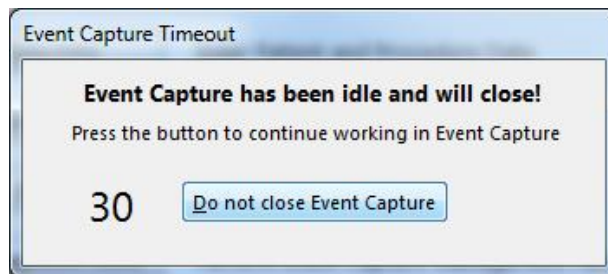 Event Capture Timeout
Event Capture has been idle and will close!
Press the button to continue working in Event Capture
30 Do not close Event Capture